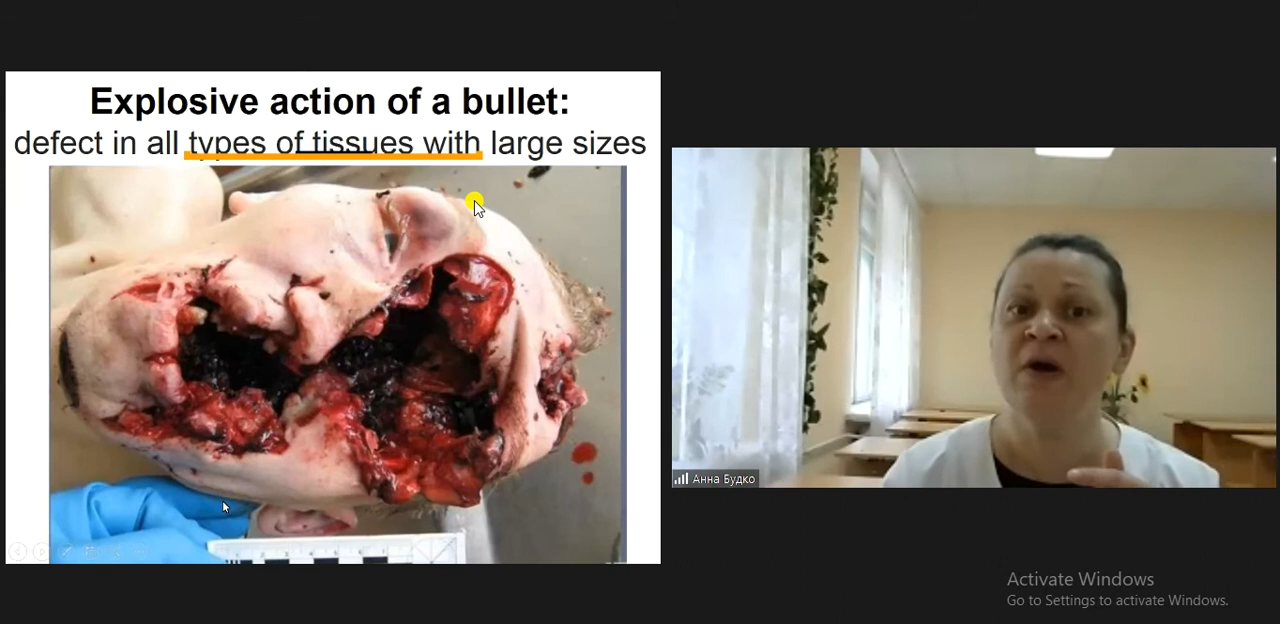 Explosive action of a bullet:
defect in all types of tissues with large sizes
Анна Будко
Activate Windows
Go to Settings to activate Windows.